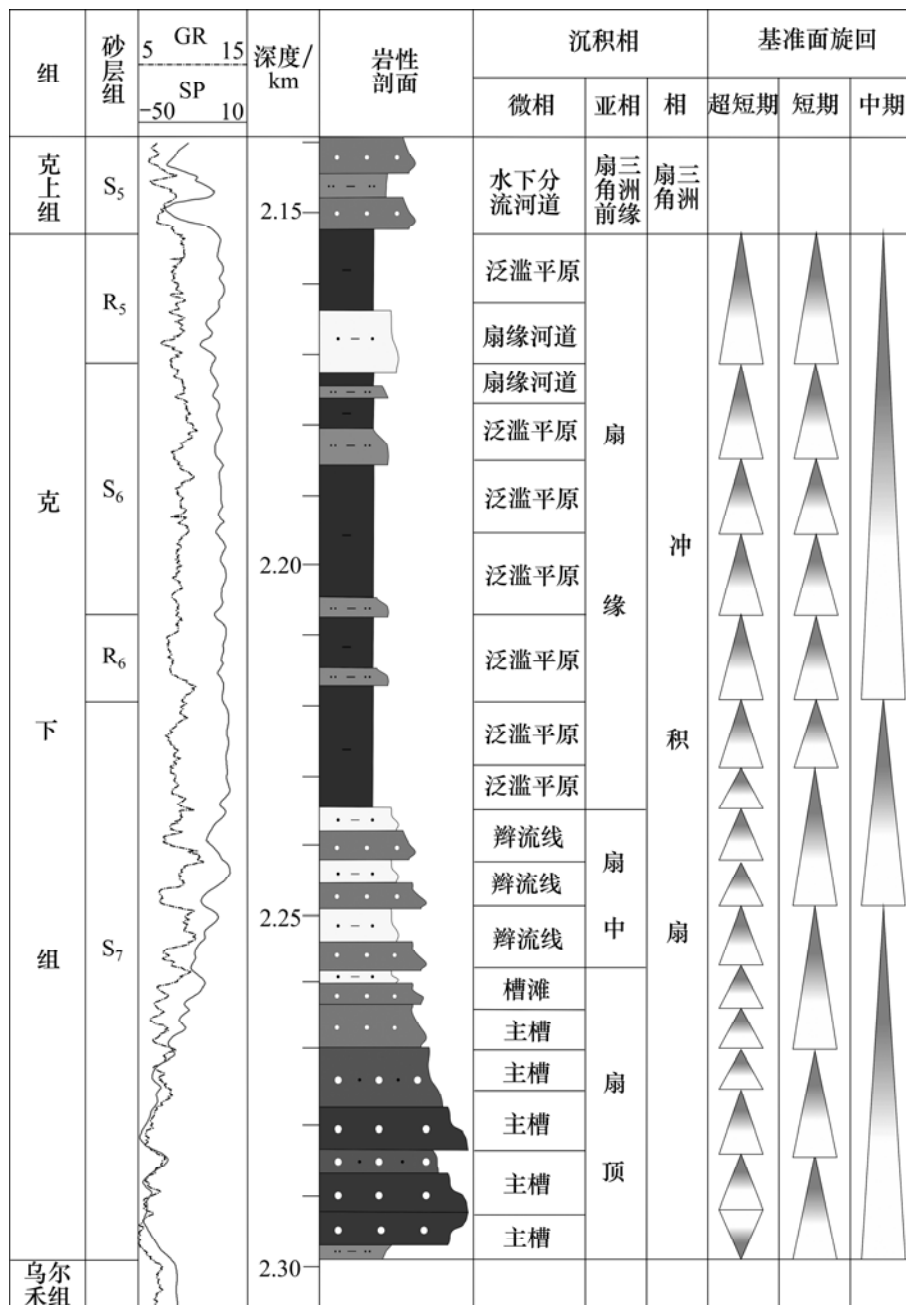 组
砂层组
5 GR 15
SP
−50 10
深度/
km
岩性
剖面
沉积相
微相
亚相
相
基准面旋回
超短期
短期
中期
克上组
S5
2.15
水下分
流河道
扇三角洲前缘
扇三角洲
克
下
组
R5
S6
R6
S7
2.20
2.25
2.30
泛滥平原
扇缘河道
扇缘河道
泛滥平原
泛滥平原
泛滥平原
泛滥平原
泛滥平原
泛滥平原
辫流线
辫流线
辫流线
槽滩
主槽
主槽
主槽
主槽
主槽
扇
缘
扇
中
扇
顶
冲
积
扇
乌尔
禾组